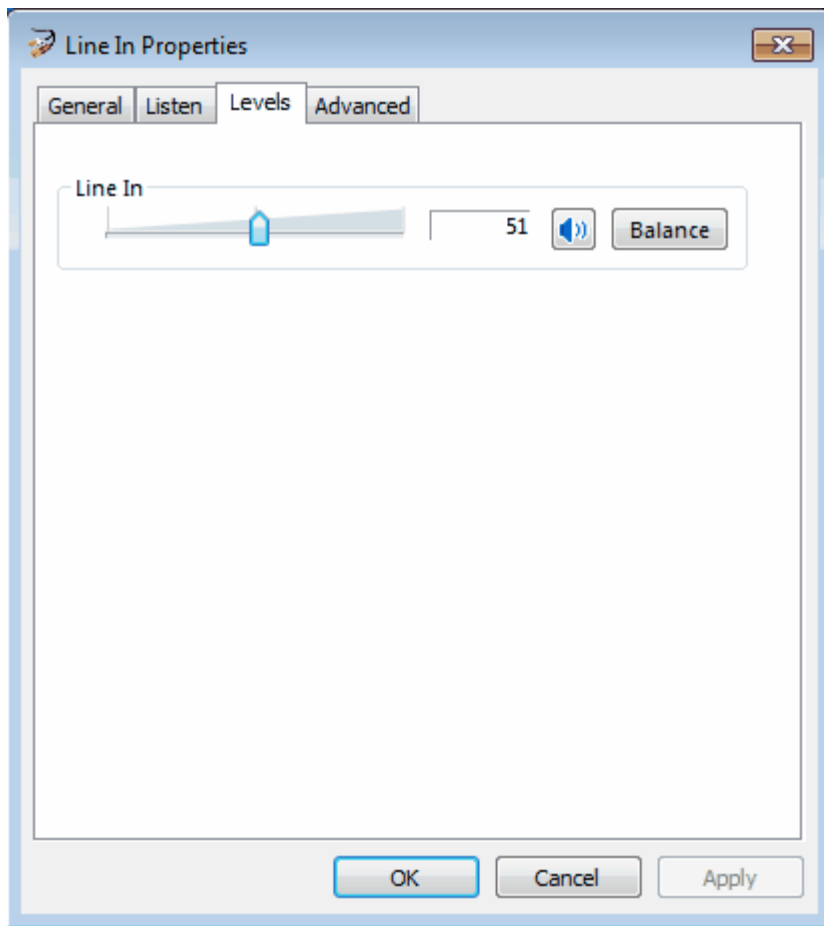 Line In Properties
General Listen Levels Advanced
Line In
51 Balance
OK Cancel Apply